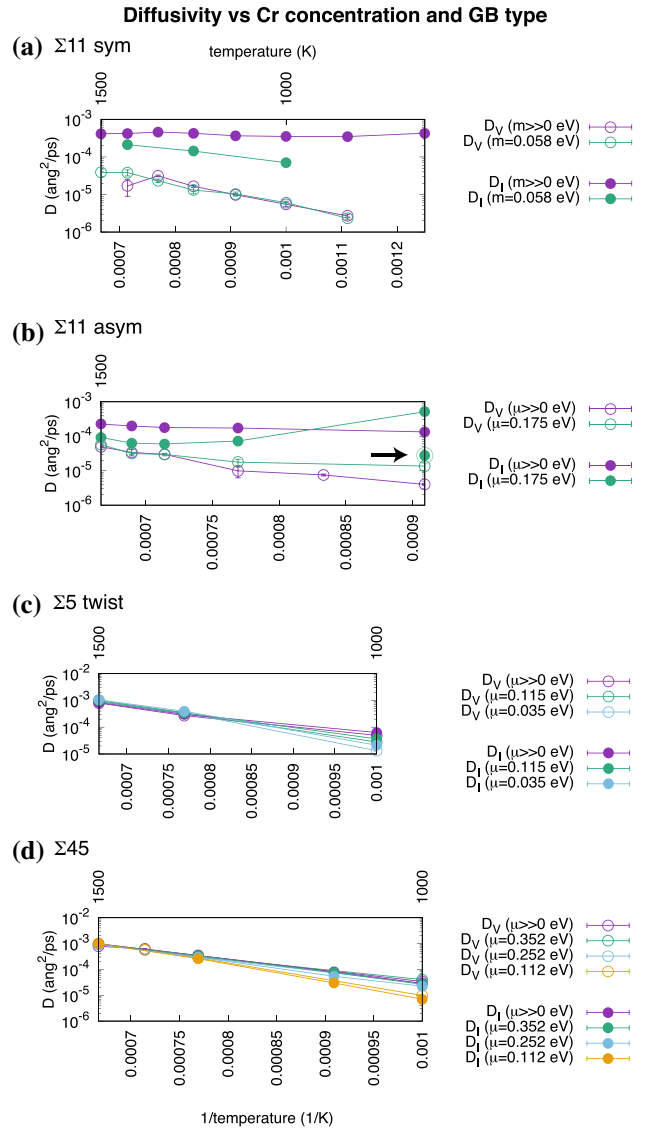 Diffusivity vs Cr concentration and GB type
(a) Σ11 sym
temperature (K)
1500
1000
D (ang²/ps)
10⁻³
10⁻⁴
10⁻⁵
10⁻⁶
0.0007
0.0008
0.0009
0.001
0.0011
0.0012
D_V (m>>0 eV)
D_V (m=0.058 eV)
D_I (m>>0 eV)
D_I (m=0.058 eV)
(b) Σ11 asym
1500
D (ang²/ps)
10⁻³
10⁻⁴
10⁻⁵
10⁻⁶
0.0007
0.00075
0.0008
0.00085
0.0009
D_V (μ>>0 eV)
D_V (μ=0.175 eV)
D_I (μ>>0 eV)
D_I (μ=0.175 eV)
(c) Σ5 twist
1500
1000
D (ang²/ps)
10⁻²
10⁻³
10⁻⁴
10⁻⁵
0.0007
0.00075
0.0008
0.00085
0.0009
0.00095
0.001
D_V (μ>>0 eV)
D_V (μ=0.115 eV)
D_V (μ=0.035 eV)
D_I (μ>>0 eV)
D_I (μ=0.115 eV)
D_I (μ=0.035 eV)
(d) Σ45
1500
1000
D (ang²/ps)
10⁻²
10⁻³
10⁻⁴
10⁻⁵
10⁻⁶
0.0007
0.00075
0.0008
0.00085
0.0009
0.00095
0.001
D_V (μ>>0 eV)
D_V (μ=0.352 eV)
D_V (μ=0.252 eV)
D_V (μ=0.112 eV)
D_I (μ>>0 eV)
D_I (μ=0.352 eV)
D_I (μ=0.252 eV)
D_I (μ=0.112 eV)
1/temperature (1/K)